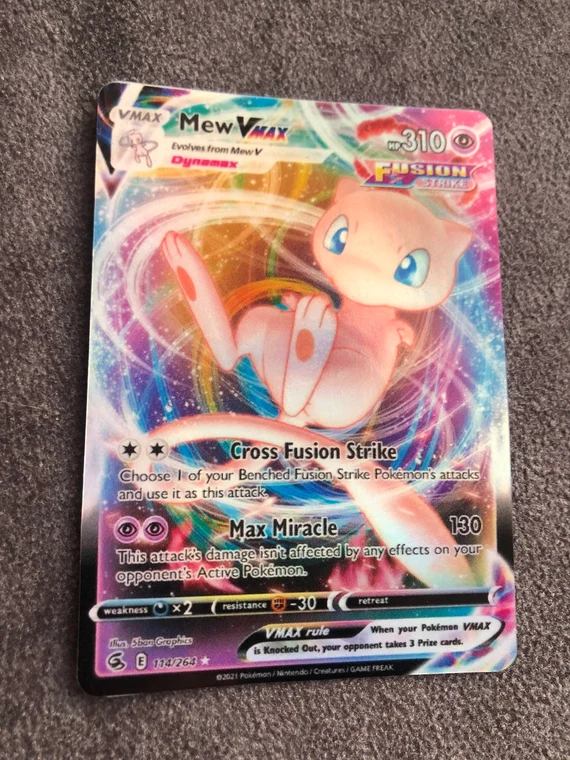 VMAX
Mew VMAX
HP 310
Evolves from Mew V
Dynamax
FUSION
STRIKE
Cross Fusion Strike
Choose 1 of your Benched Fusion Strike Pokémon's attacks
and use it as this attack.
Max Miracle 130
This attack's damage isn't affected by any effects on your
opponent's Active Pokémon.
weakness ×2 resistance -30 retreat
VMAX rule When your Pokémon VMAX
is Knocked Out, your opponent takes 3 Prize cards.
Illus. 5ban Graphics
E 114/264
©2021 Pokémon / Nintendo / Creatures / GAME FREAK